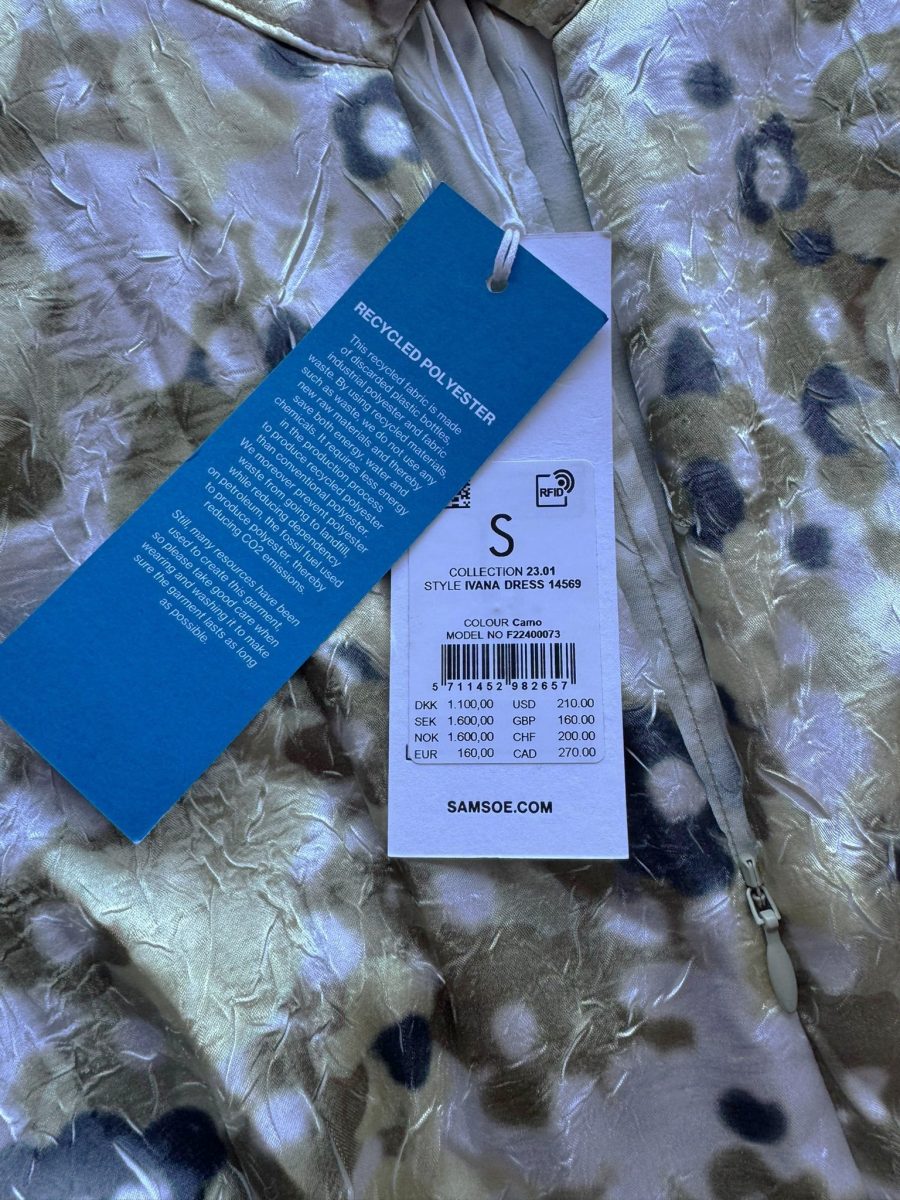 RECYCLED POLYESTER
This recycled fabric is made
of discarded plastic bottles,
industrial polyester, and fabric
waste. By using recycled materials,
such as waste, we do not use any
new raw materials, and thereby
save both energy, water and
chemicals. It requires less energy
in the production process
to produce recycled polyester
than conventional polyester.
We moreover prevent polyester
waste from going to landfill,
while reducing dependency
on petroleum, the fossil fuel used
to produce polyester, thereby
reducing CO2 emissions.
Still, many resources have been
used to create this garment,
so please take good care when
wearing and washing it to make
sure the garment lasts as long
as possible.
RFID
S
COLLECTION 23.01
STYLE IVANA DRESS 14569
COLOUR Camo
MODEL NO F22400073
5 711452 982657
DKK 1.100,00 USD 210.00
SEK 1.600,00 GBP 160.00
NOK 1.600,00 CHF 200.00
EUR 160,00 CAD 270.00
SAMSOE.COM